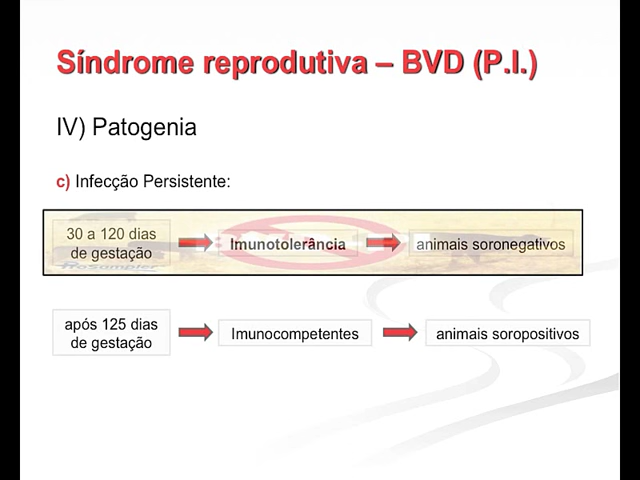 Síndrome reprodutiva – BVD (P.I.)
IV) Patogenia
c) Infecção Persistente:
30 a 120 dias
de gestação
Imunotolerância
animais soronegativos
após 125 dias
de gestação
Imunocompetentes
animais soropositivos